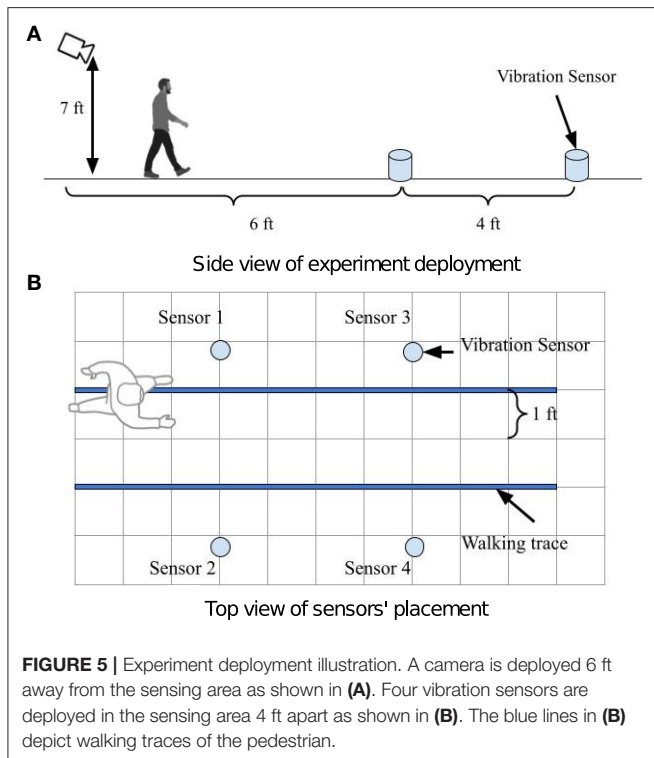 A
Vibration Sensor
7 ft
6 ft
4 ft
Side view of experiment deployment
B
Sensor 1
Sensor 3
Vibration Sensor
1 ft
Walking trace
Sensor 2
Sensor 4
Top view of sensors' placement
FIGURE 5 | Experiment deployment illustration. A camera is deployed 6 ft
away from the sensing area as shown in (A). Four vibration sensors are
deployed in the sensing area 4 ft apart as shown in (B). The blue lines in (B)
depict walking traces of the pedestrian.